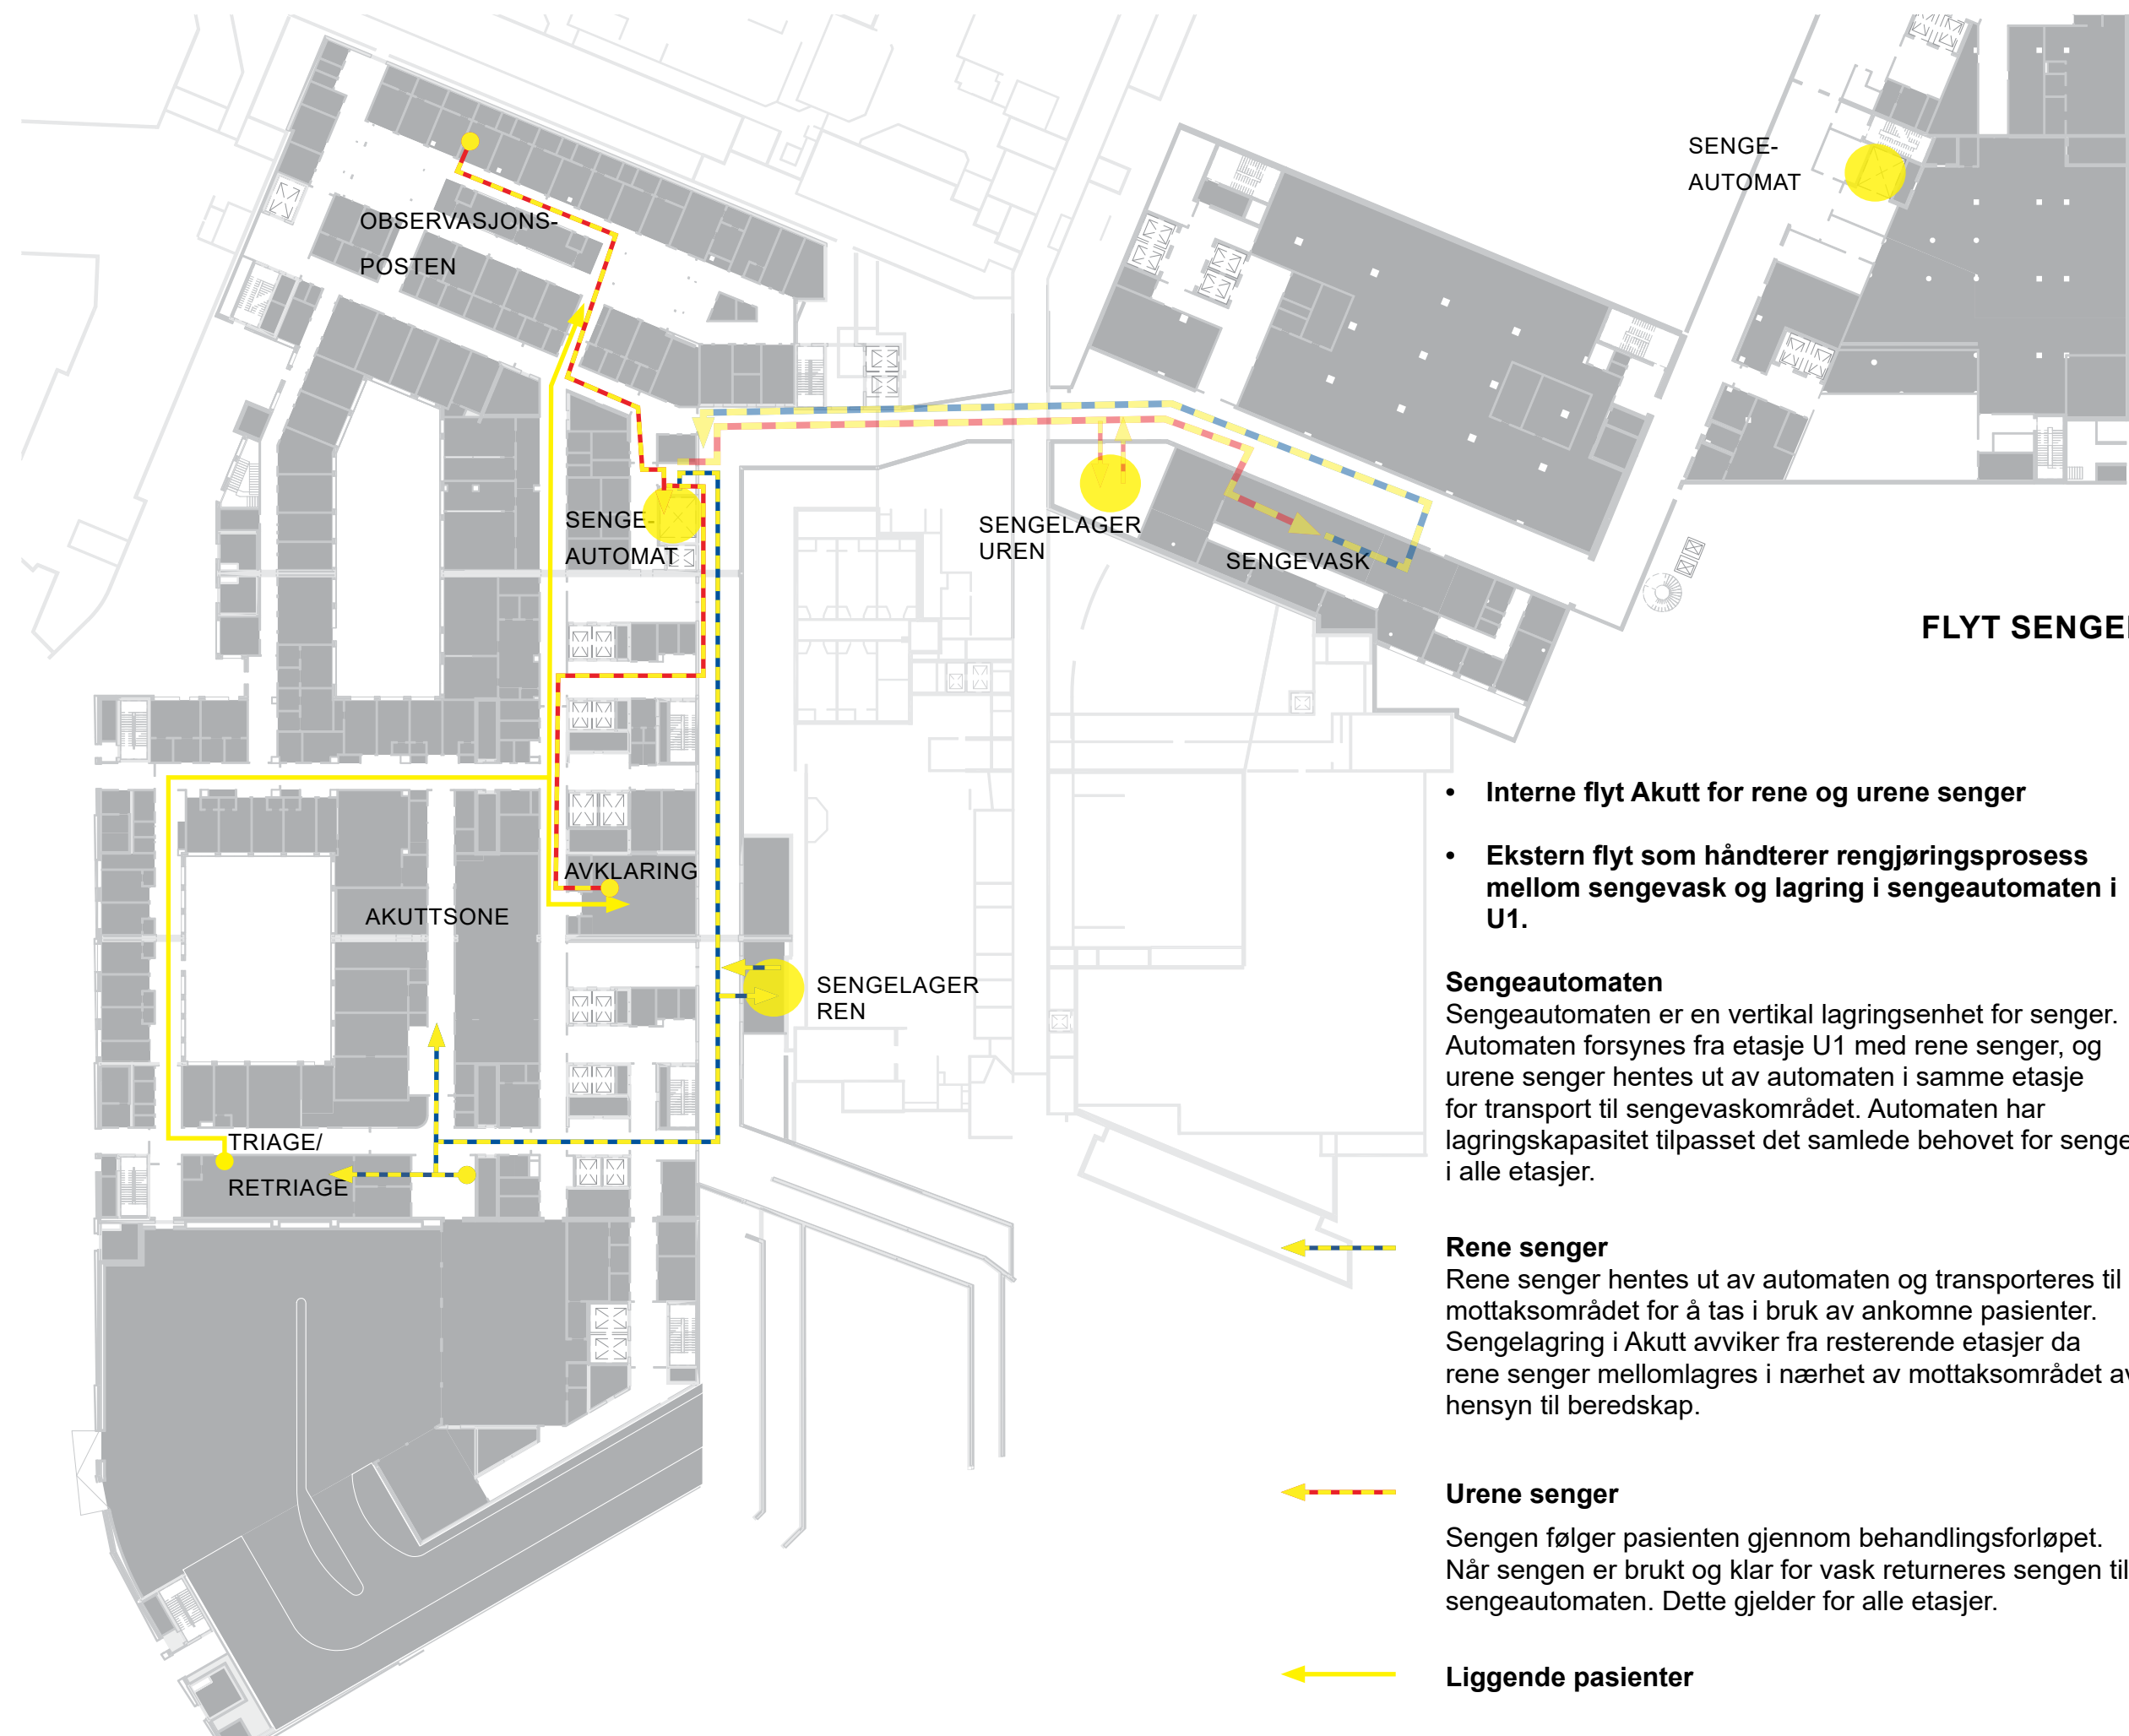 SENGE-
AUTOMAT
OBSERVASJONS-
POSTEN
SENGE-
AUTOMAT
SENGELAGER
UREN
SENGEVASK
FLYT SENGER
AVKLARING
AKUTTSONE
SENGELAGER
REN
TRIAGE/
RETRIAGE
• Interne flyt Akutt for rene og urene senger
• Ekstern flyt som håndterer rengjøringsprosess
mellom sengevask og lagring i sengeautomaten i
U1.
Sengeautomaten
Sengeautomaten er en vertikal lagringsenhet for senger.
Automaten forsynes fra etasje U1 med rene senger, og
urene senger hentes ut av automaten i samme etasje
for transport til sengevaskområdet. Automaten har
lagringskapasitet tilpasset det samlede behovet for senge
i alle etasjer.
Rene senger
Rene senger hentes ut av automaten og transporteres til
mottaksområdet for å tas i bruk av ankomne pasienter.
Sengelagring i Akutt avviker fra resterende etasjer da
rene senger mellomlagres i nærhet av mottaksområdet av
hensyn til beredskap.
Urene senger
Sengen følger pasienten gjennom behandlingsforløpet.
Når sengen er brukt og klar for vask returneres sengen til
sengeautomaten. Dette gjelder for alle etasjer.
Liggende pasienter